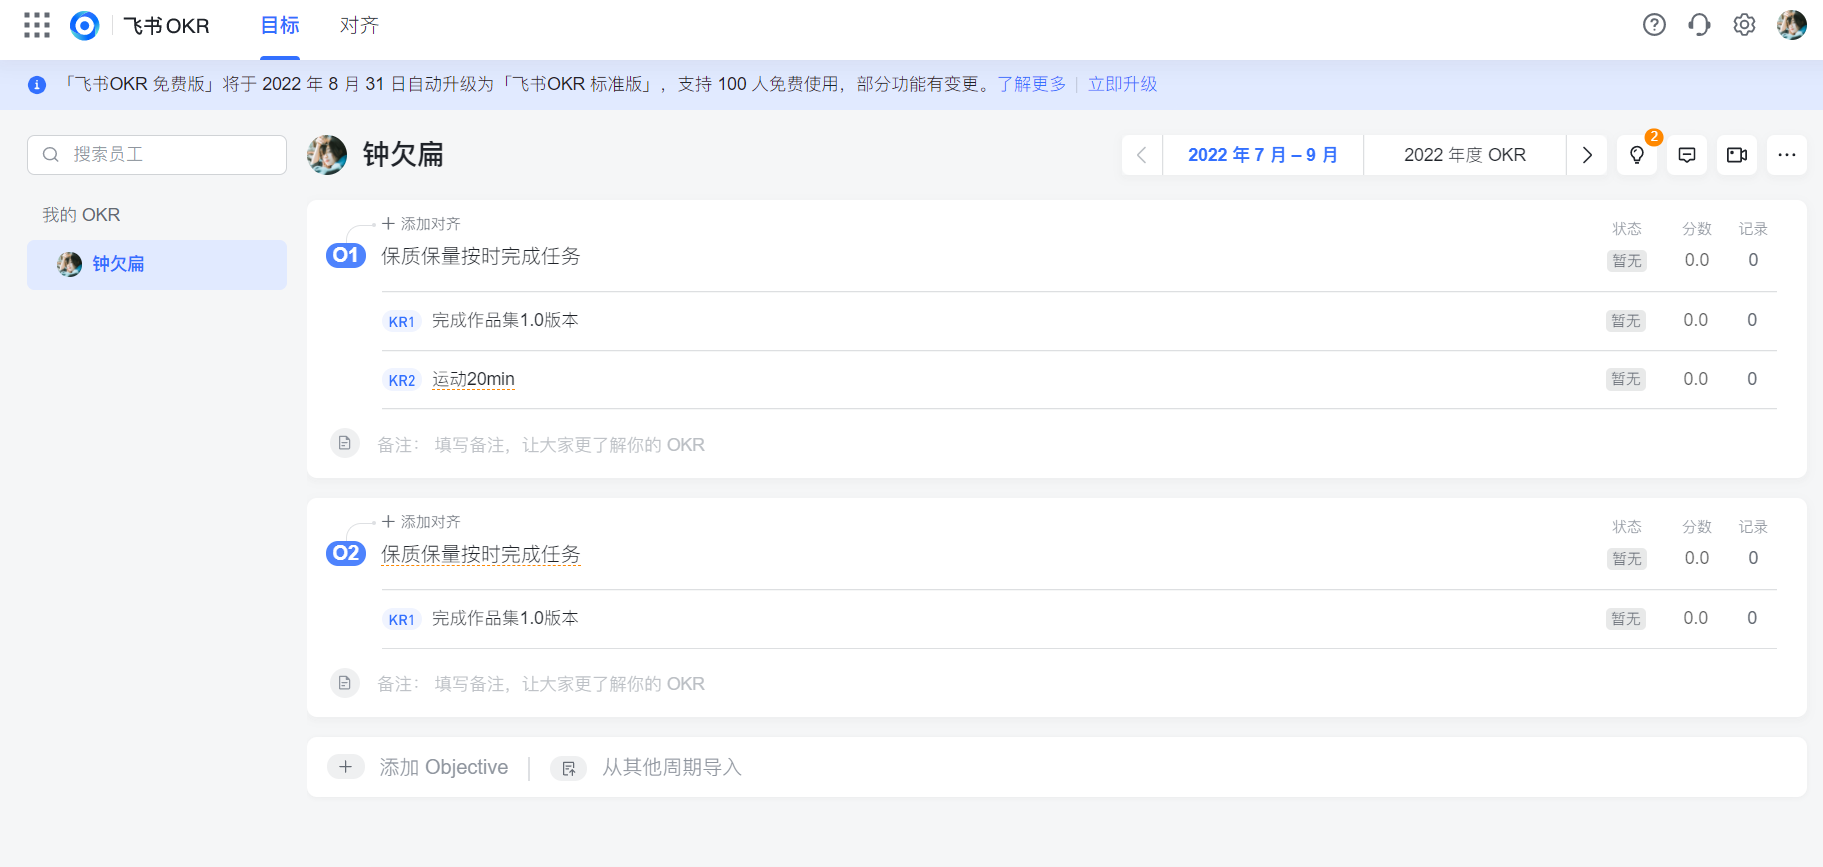 飞书OKR
目标
对齐
「飞书OKR 免费版」将于 2022 年 8 月 31 日自动升级为「飞书OKR 标准版」，支持 100 人免费使用，部分功能有变更。了解更多 | 立即升级
搜索员工
我的 OKR
钟欠扁
钟欠扁
2022 年 7 月 – 9 月
2022 年度 OKR
2
添加对齐
状态 分数 记录
O1 保质保量按时完成任务 暂无 0.0 0
KR1 完成作品集1.0版本 暂无 0.0 0
KR2 运动20min 暂无 0.0 0
备注： 填写备注，让大家更了解你的 OKR
添加对齐
状态 分数 记录
O2 保质保量按时完成任务 暂无 0.0 0
KR1 完成作品集1.0版本 暂无 0.0 0
备注： 填写备注，让大家更了解你的 OKR
添加 Objective | 从其他周期导入